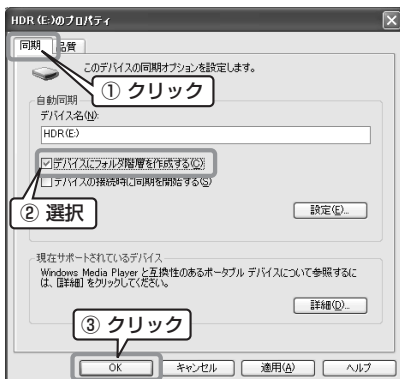 HDR (E:)のプロパティ
同期
品質
このデバイスの同期オプションを設定します。
① クリック
自動同期
デバイス名(N):
HDR (E:)
デバイスにフォルダ階層を作成する(C)
デバイスの接続時に同期を開始する(S)
② 選択
設定(E)...
現在サポートされているデバイス
Windows Media Player と互換性のあるポータブル デバイスについて参照するに
は、[詳細] をクリックしてください。
詳細(D)...
③ クリック
OK
キャンセル
適用(A)
ヘルプ